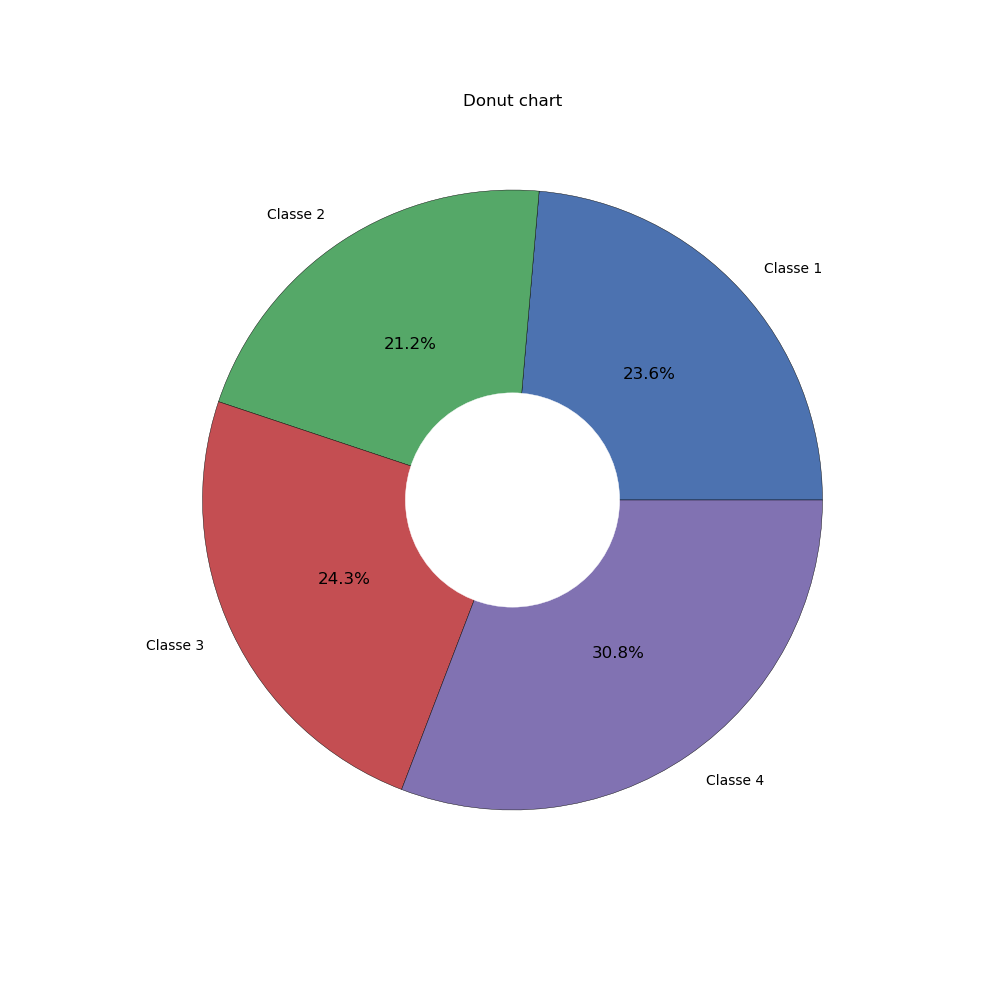 Donut chart
Classe 2
Classe 1
21.2%
23.6%
24.3%
Classe 3
30.8%
Classe 4